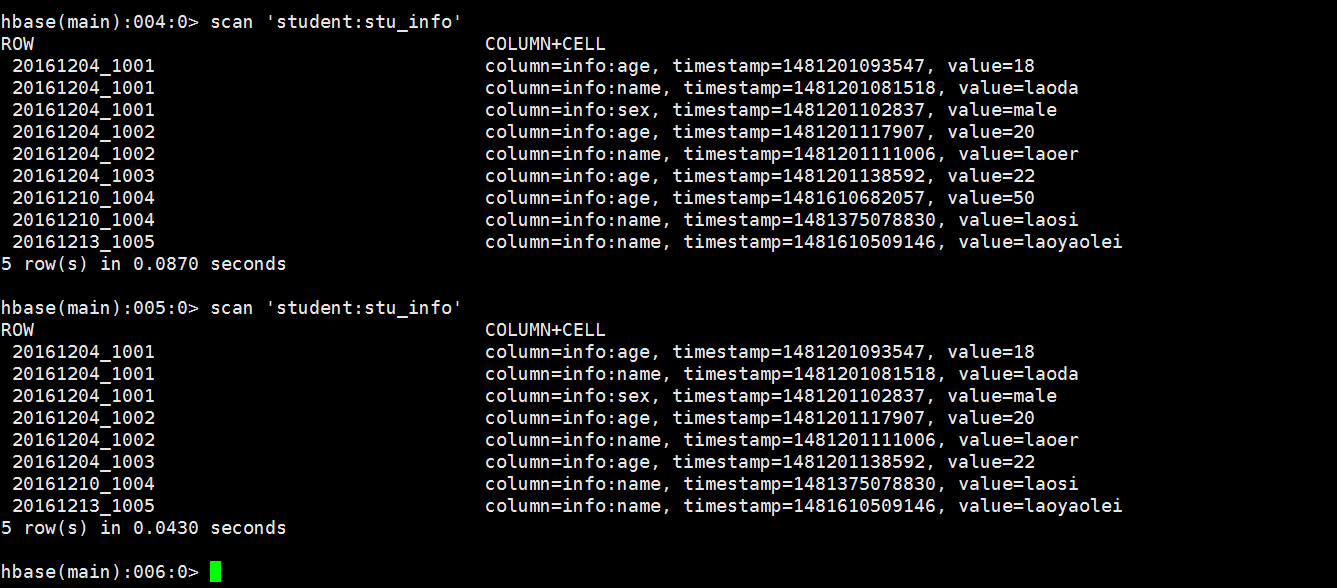 hbase(main):004:0> scan 'student:stu_info'
ROW COLUMN+CELL
20161204_1001 column=info:age, timestamp=1481201093547, value=18
20161204_1001 column=info:name, timestamp=1481201081518, value=laoda
20161204_1001 column=info:sex, timestamp=1481201102837, value=male
20161204_1002 column=info:age, timestamp=1481201117907, value=20
20161204_1002 column=info:name, timestamp=1481201111006, value=laoer
20161204_1003 column=info:age, timestamp=1481201138592, value=22
20161210_1004 column=info:age, timestamp=1481610682057, value=50
20161210_1004 column=info:name, timestamp=1481375078830, value=laosi
20161213_1005 column=info:name, timestamp=1481610509146, value=laoyaolei
5 row(s) in 0.0870 seconds
hbase(main):005:0> scan 'student:stu_info'
ROW COLUMN+CELL
20161204_1001 column=info:age, timestamp=1481201093547, value=18
20161204_1001 column=info:name, timestamp=1481201081518, value=laoda
20161204_1001 column=info:sex, timestamp=1481201102837, value=male
20161204_1002 column=info:age, timestamp=1481201117907, value=20
20161204_1002 column=info:name, timestamp=1481201111006, value=laoer
20161204_1003 column=info:age, timestamp=1481201138592, value=22
20161210_1004 column=info:name, timestamp=1481375078830, value=laosi
20161213_1005 column=info:name, timestamp=1481610509146, value=laoyaolei
5 row(s) in 0.0430 seconds
hbase(main):006:0>